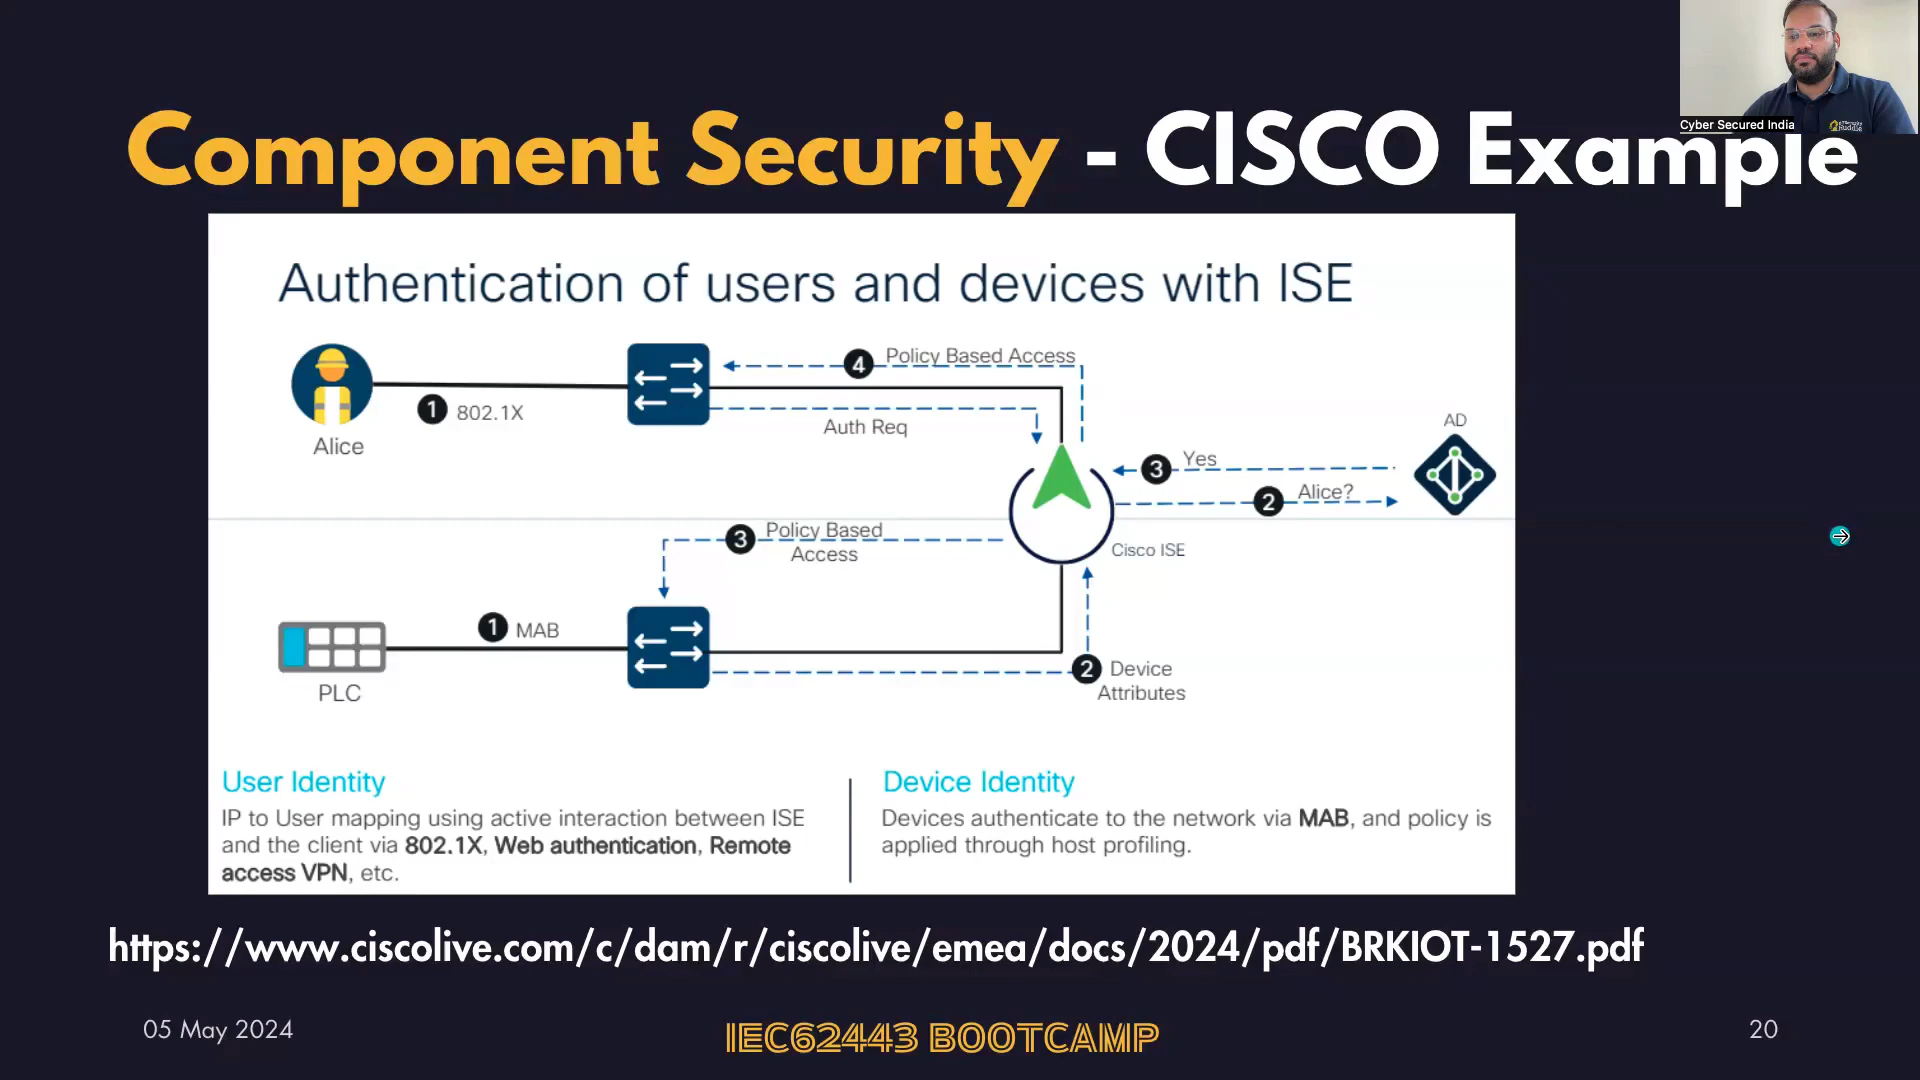 Cyber Secured India
Component Security - CISCO Example
Authentication of users and devices with ISE
4 Policy Based Access
1 802.1X
Auth Req
Alice
AD
3 Yes
2 Alice?
3 Policy Based
Access
Cisco ISE
1 MAB
2 Device
Attributes
PLC
User Identity
IP to User mapping using active interaction between ISE
and the client via 802.1X, Web authentication, Remote
access VPN, etc.
Device Identity
Devices authenticate to the network via MAB, and policy is
applied through host profiling.
https://www.ciscolive.com/c/dam/r/ciscolive/emea/docs/2024/pdf/BRKIOT-1527.pdf
05 May 2024
IEC62443 BOOTCAMP
20